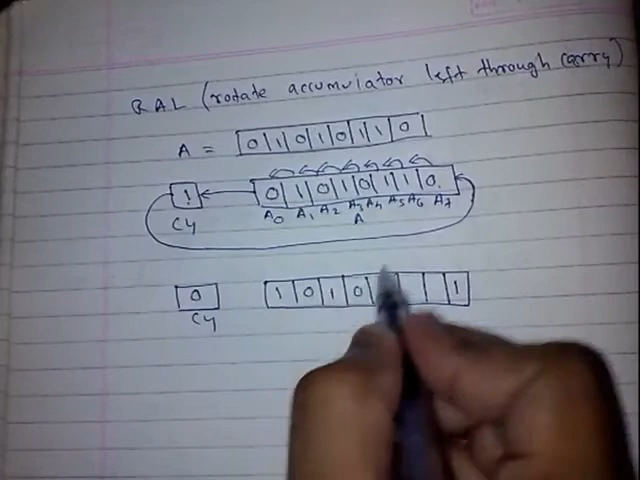 RAL (rotate accumulator left through carry)
A = 0 1 0 1 0 1 1 0
1 0 1 0 1 0 1 1 0
CY A0 A1 A2 A3 A4 A5 A6 A7
A
0 1 0 1 0 1
CY